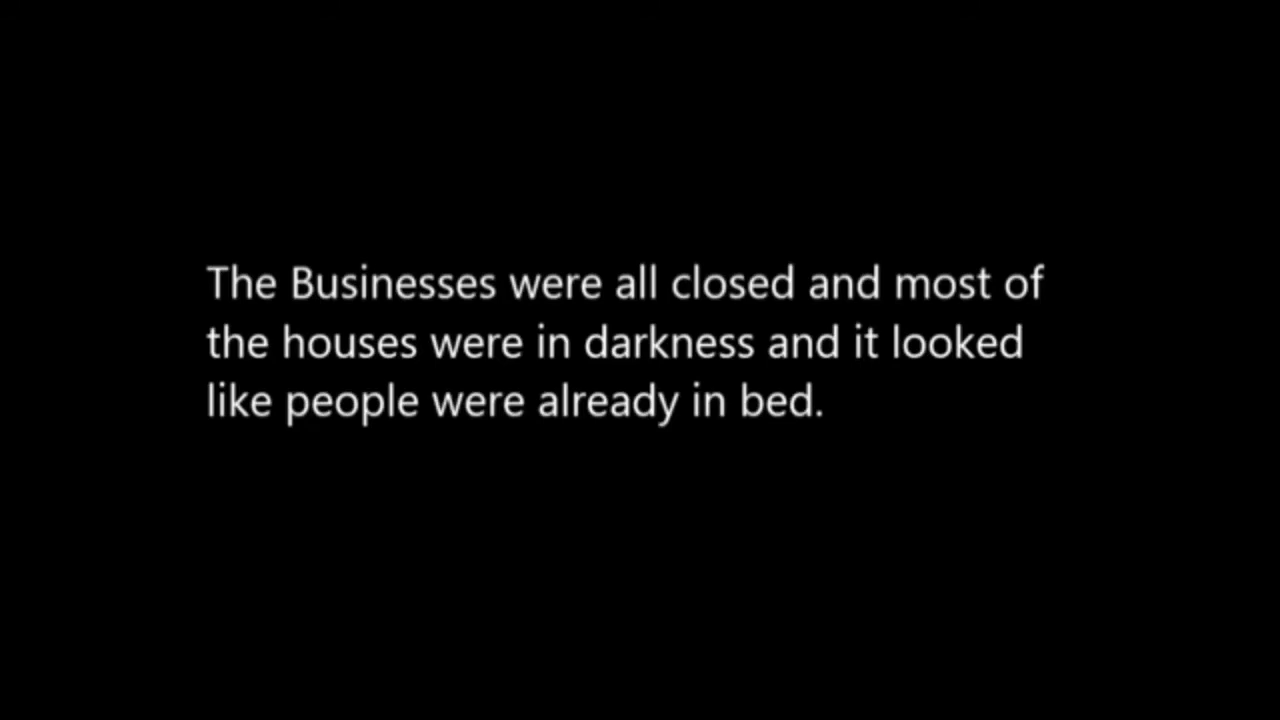 The Businesses were all closed and most of
the houses were in darkness and it looked
like people were already in bed.